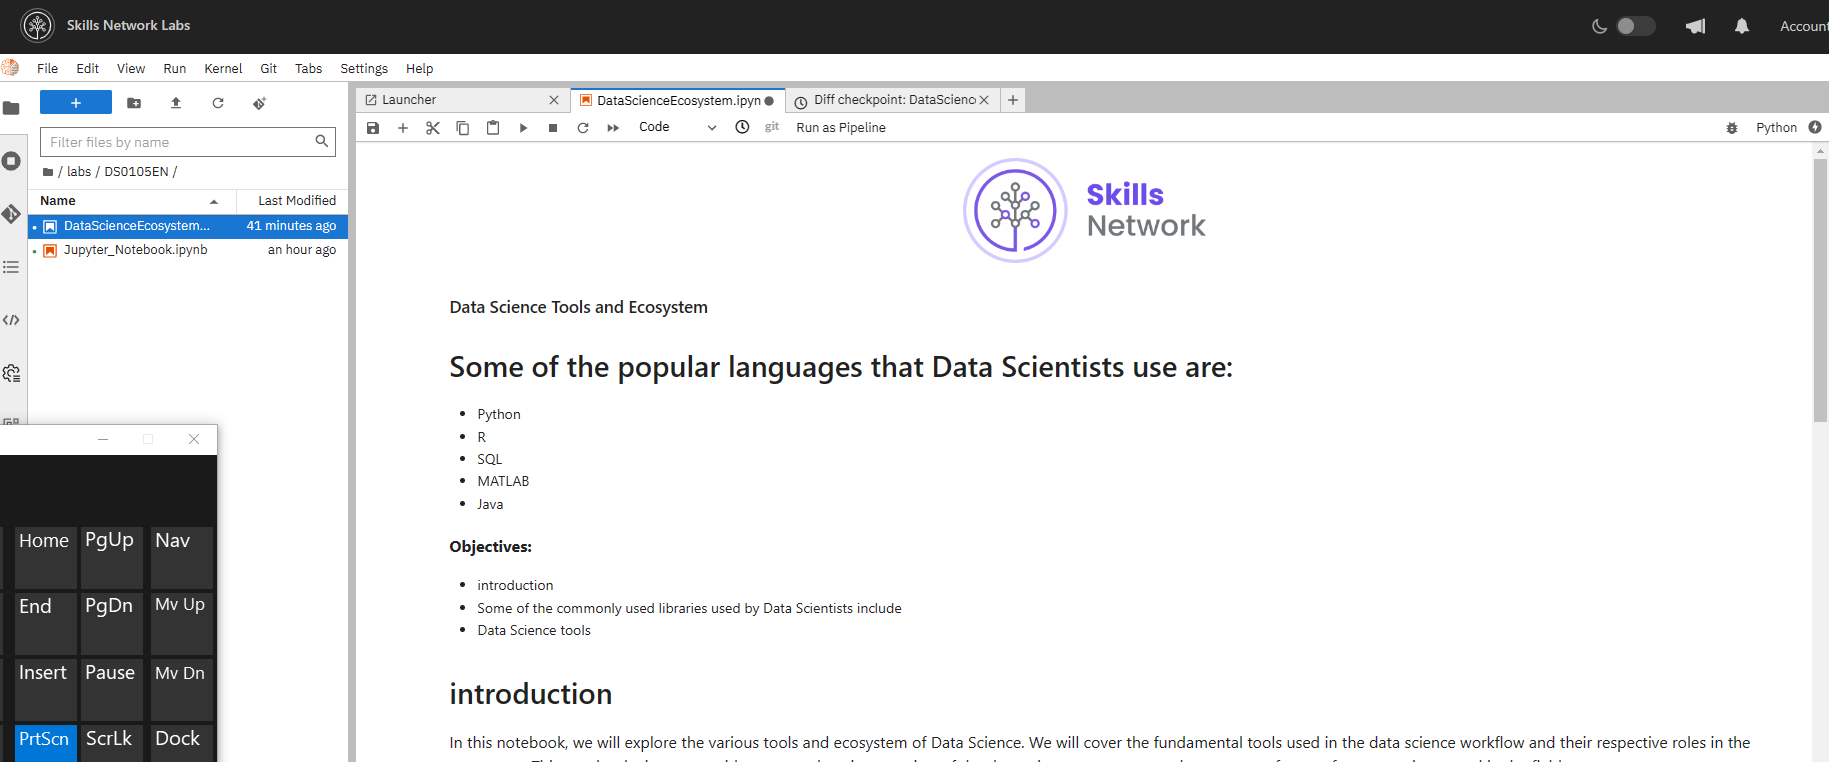 Skills Network Labs
Account
File Edit View Run Kernel Git Tabs Settings Help
Launcher
DataScienceEcosystem.ipyn
Diff checkpoint: DataScienc
Filter files by name
Code
git
Run as Pipeline
Python
/ labs / DS0105EN /
Name
Last Modified
DataScienceEcosystem...
41 minutes ago
Jupyter_Notebook.ipynb
an hour ago
Skills
Network
Data Science Tools and Ecosystem
Some of the popular languages that Data Scientists use are:
• Python
• R
• SQL
• MATLAB
• Java
Objectives:
• introduction
• Some of the commonly used libraries used by Data Scientists include
• Data Science tools
introduction
In this notebook, we will explore the various tools and ecosystem of Data Science. We will cover the fundamental tools used in the data science workflow and their respective roles in the
Home PgUp Nav
End PgDn Mv Up
Insert Pause Mv Dn
PrtScn ScrLk Dock